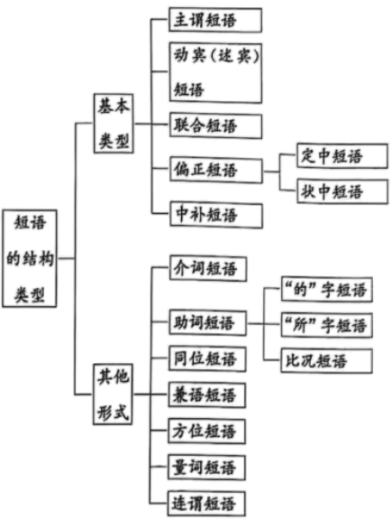 短语
的结构
类型
基本
类型
主谓短语
动宾(述宾)
短语
联合短语
偏正短语
定中短语
状中短语
中补短语
其他
形式
介词短语
助词短语
“的”字短语
“所”字短语
比况短语
同位短语
兼语短语
方位短语
量词短语
连谓短语